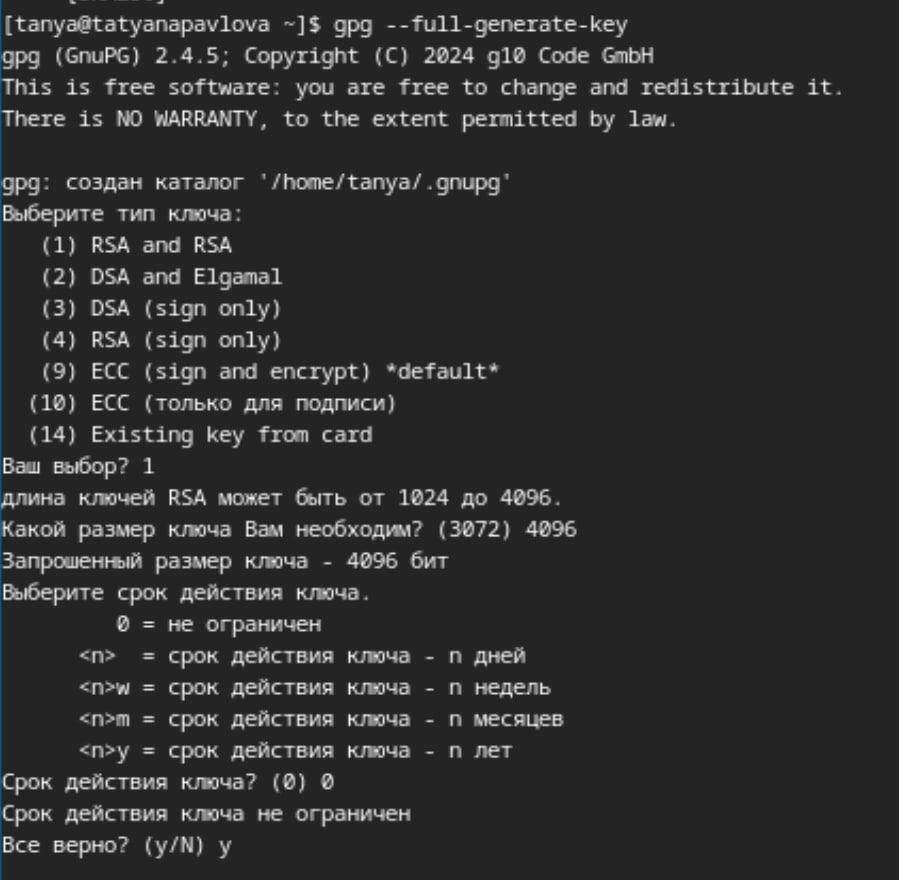 [tanya@tatyanapavlova ~]$ gpg --full-generate-key
gpg (GnuPG) 2.4.5; Copyright (C) 2024 g10 Code GmbH
This is free software: you are free to change and redistribute it.
There is NO WARRANTY, to the extent permitted by law.

gpg: создан каталог '/home/tanya/.gnupg'
Выберите тип ключа:
   (1) RSA and RSA
   (2) DSA and Elgamal
   (3) DSA (sign only)
   (4) RSA (sign only)
   (9) ECC (sign and encrypt) *default*
  (10) ECC (только для подписи)
  (14) Existing key from card
Ваш выбор? 1
длина ключей RSA может быть от 1024 до 4096.
Какой размер ключа Вам необходим? (3072) 4096
Запрошенный размер ключа - 4096 бит
Выберите срок действия ключа.
         0 = не ограничен
      <n>  = срок действия ключа - n дней
      <n>w = срок действия ключа - n недель
      <n>m = срок действия ключа - n месяцев
      <n>y = срок действия ключа - n лет
Срок действия ключа? (0) 0
Срок действия ключа не ограничен
Все верно? (y/N) y